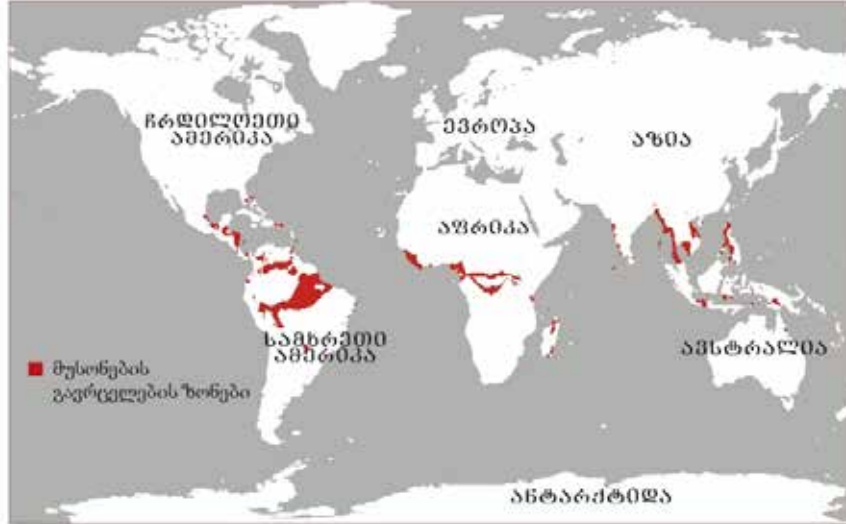 ჩრდილოეთი
ამერიკა
ევროპა
აზია
აფრიკა
სამხრეთი
ამერიკა
ავსტრალია
მუსონების
გავრცელების ზონები
ანტარქტიდა